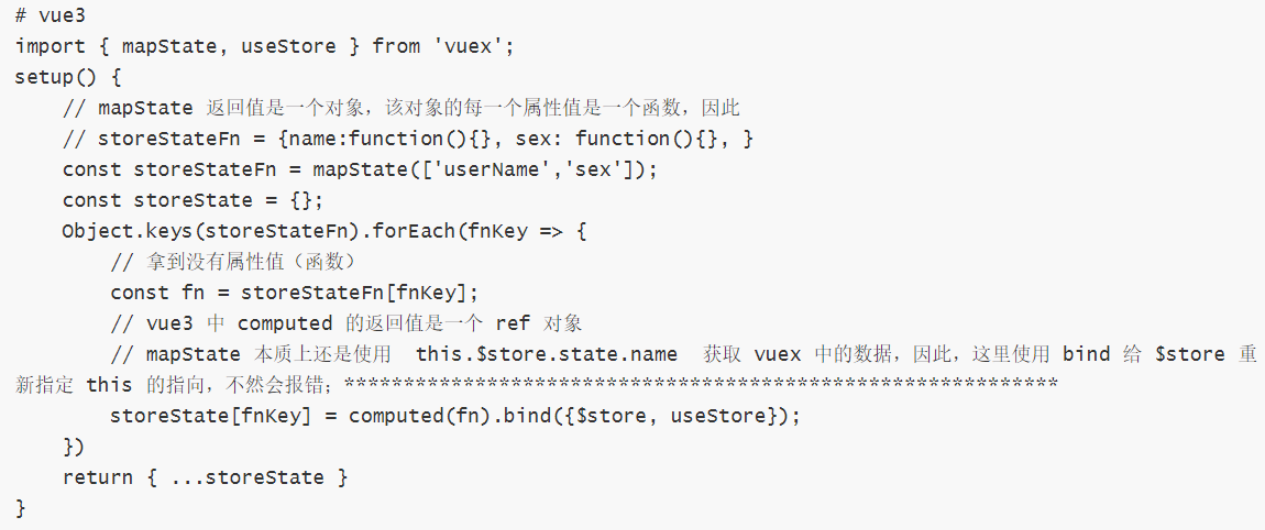 # vue3
import { mapState, useStore } from 'vuex';
setup() {
    // mapState 返回值是一个对象，该对象的每一个属性值是一个函数，因此
    // storeStateFn = {name:function(){}, sex: function(){}, }
    const storeStateFn = mapState(['userName','sex']);
    const storeState = {};
    Object.keys(storeStateFn).forEach(fnKey => {
        // 拿到没有属性值（函数）
        const fn = storeStateFn[fnKey];
        // vue3 中 computed 的返回值是一个 ref 对象
        // mapState 本质上还是使用  this.$store.state.name  获取 vuex 中的数据，因此，这里使用 bind 给 $store 重
新指定 this 的指向，不然会报错；************************************************************
        storeState[fnKey] = computed(fn).bind({$store, useStore});
    })
    return { ...storeState }
}